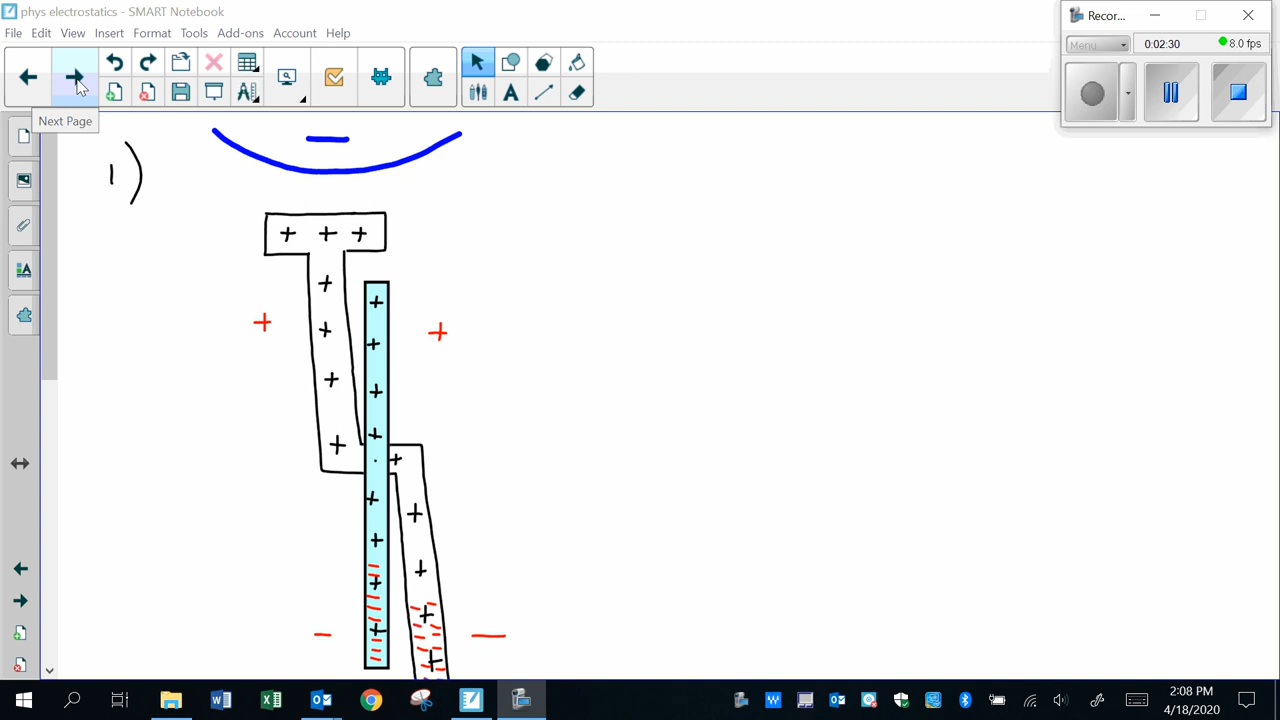 phys electrostatics - SMART Notebook
File Edit View Insert Format Tools Add-ons Account Help
Recor...
Menu 0:02:30 8.0 fps
Next Page
1)
+ + +
+
+
+ +
+
+
+
+
+
+ +
+
+ +
+
+
+ +
+
+ +
- -
+
2:08 PM
4/18/2020